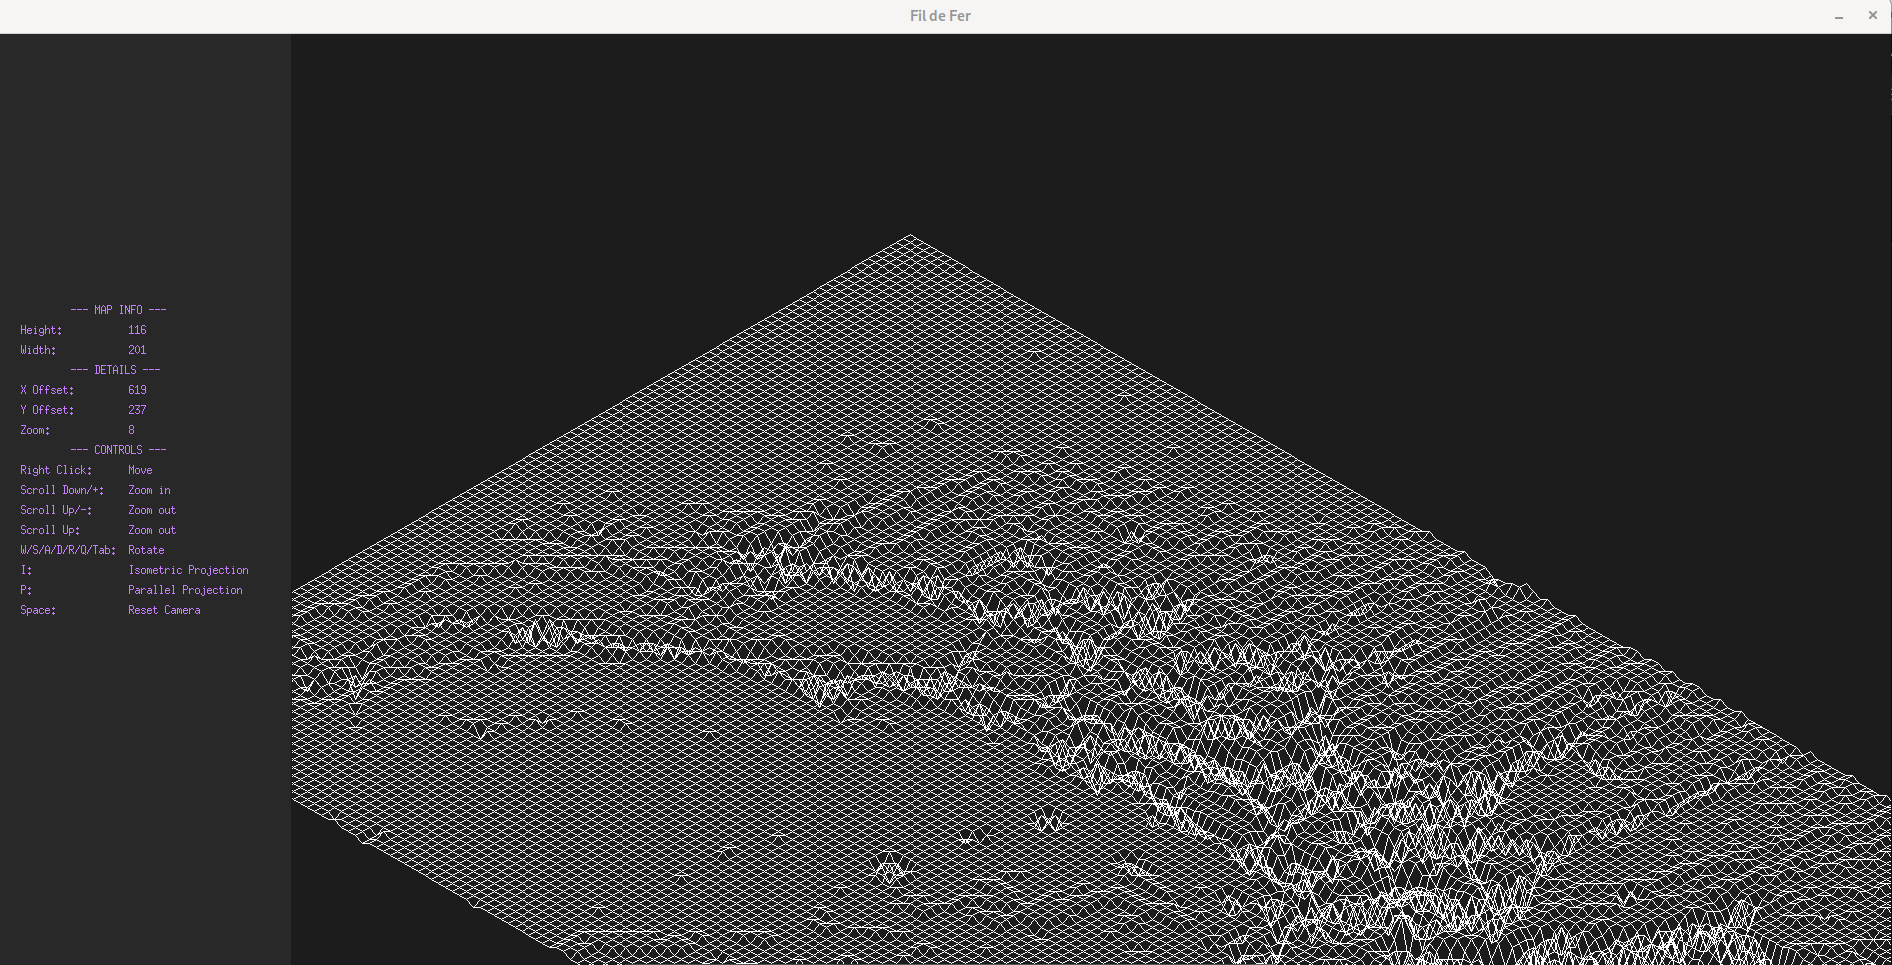 Fil de Fer
--- MAP INFO ---
Height: 116
Width: 201
--- DETAILS ---
X Offset: 619
Y Offset: 237
Zoom: 8
--- CONTROLS ---
Right Click: Move
Scroll Down/+: Zoom in
Scroll Up/-: Zoom out
Scroll Up: Zoom out
W/S/A/D/R/Q/Tab: Rotate
I: Isometric Projection
P: Parallel Projection
Space: Reset Camera